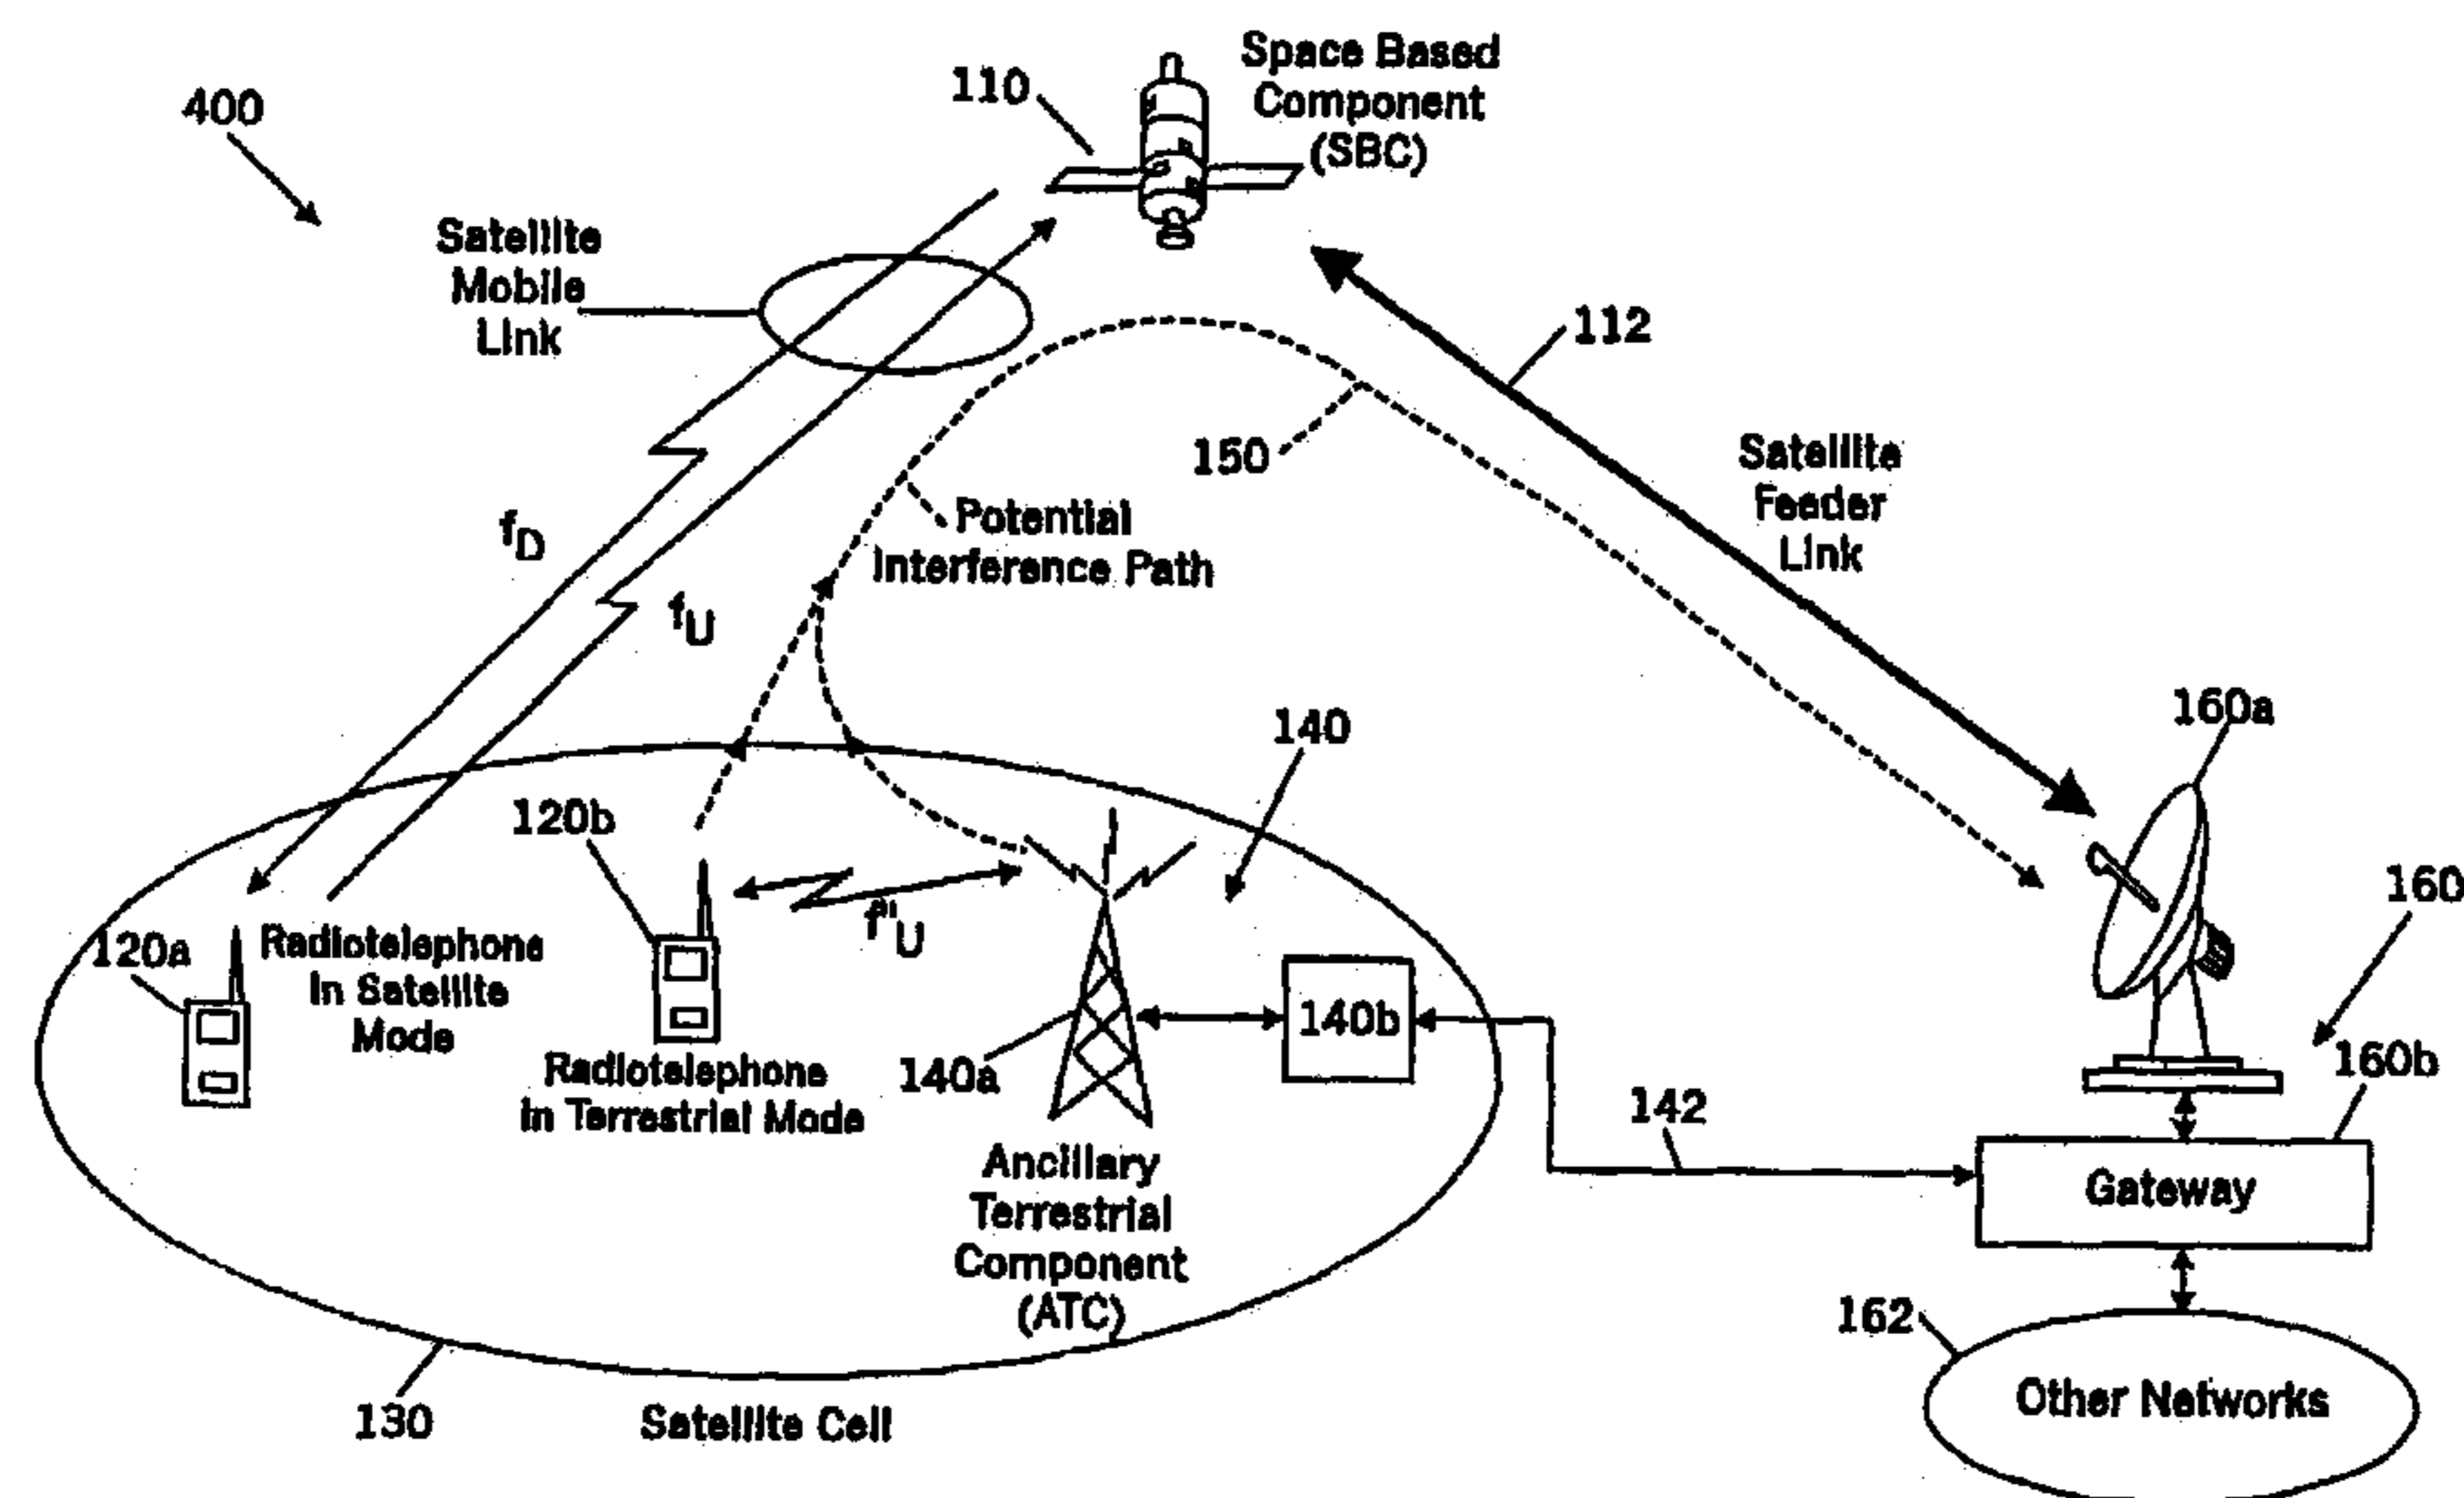 400
110
Space Based
Component
(SBC)
Satellite
Mobile
Link
112
150
Satellite
Feeder
Link
fD
fU
Potential
Interference Path
160a
140
120b
160
f'U
120a
Radiotelephone
In Satellite
Mode
140b
160b
140a
Radiotelephone
In Terrestrial Mode
142
Ancillary
Terrestrial
Component
(ATC)
Gateway
162
Other Networks
130
Satellite Cell